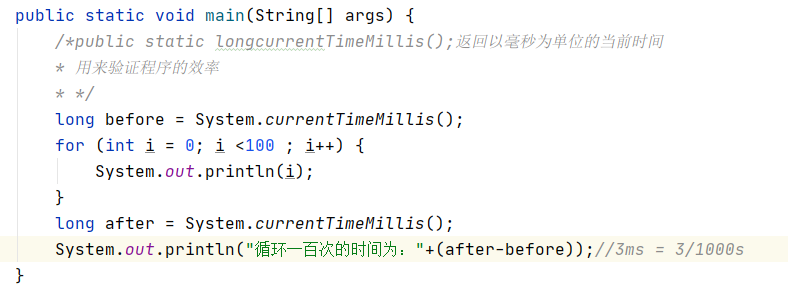 public static void main(String[] args) {
/*public static longcurrentTimeMillis();返回以毫秒为单位的当前时间
* 用来验证程序的效率
* */
long before = System.currentTimeMillis();
for (int i = 0; i <100 ; i++) {
System.out.println(i);
}
long after = System.currentTimeMillis();
System.out.println("循环一百次的时间为："+(after-before));//3ms = 3/1000s
}